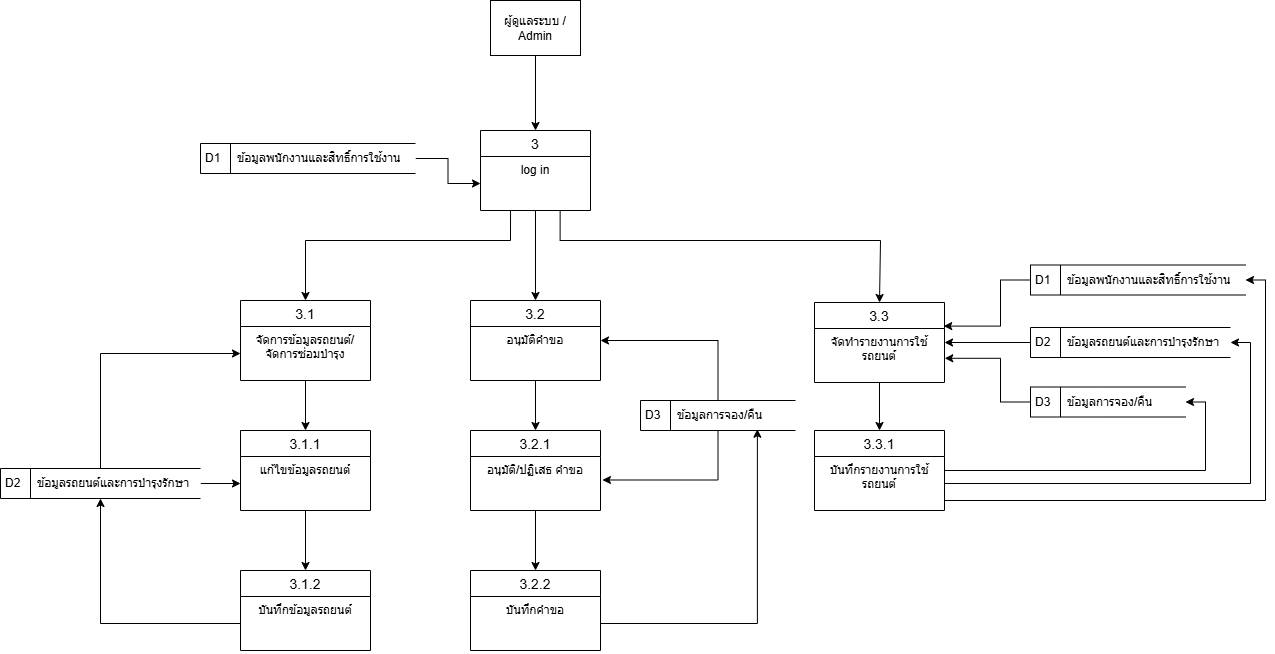 ผู้ดูแลระบบ /
Admin
3
log in
D1
ข้อมูลพนักงานและสิทธิ์การใช้งาน
3.1
จัดการข้อมูลรถยนต์/
จัดการซ่อมบำรุง
3.2
อนุมัติคำขอ
3.3
จัดทำรายงานการใช้
รถยนต์
D1
ข้อมูลพนักงานและสิทธิ์การใช้งาน
D2
ข้อมูลรถยนต์และการบำรุงรักษา
D3
ข้อมูลการจอง/คืน
D3
ข้อมูลการจอง/คืน
3.1.1
แก้ไขข้อมูลรถยนต์
3.2.1
อนุมัติ/ปฏิเสธ คำขอ
3.3.1
บันทึกรายงานการใช้
รถยนต์
D2
ข้อมูลรถยนต์และการบำรุงรักษา
3.1.2
บันทึกข้อมูลรถยนต์
3.2.2
บันทึกคำขอ